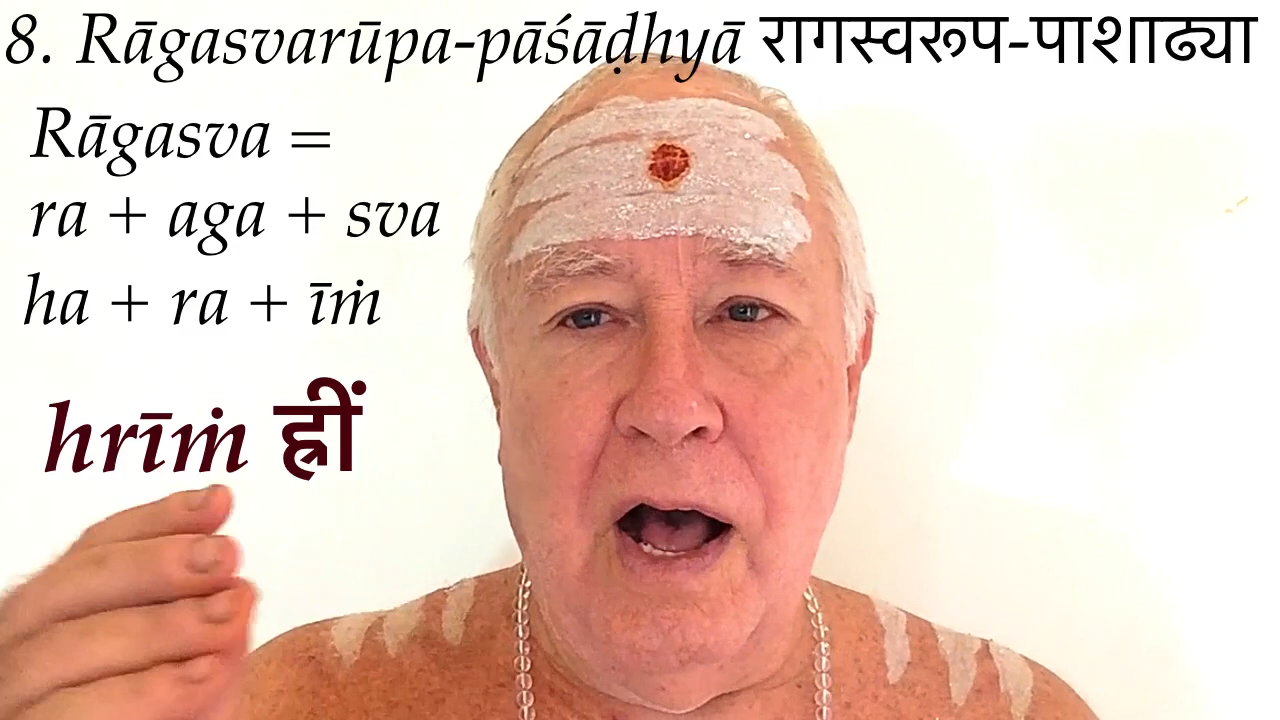 8. Rāgasvarūpa-pāśāḍhyā रागस्वरूप-पाशाढ्या
Rāgasva =
ra + aga + sva
ha + ra + īṁ
hrīṁ ह्रीं